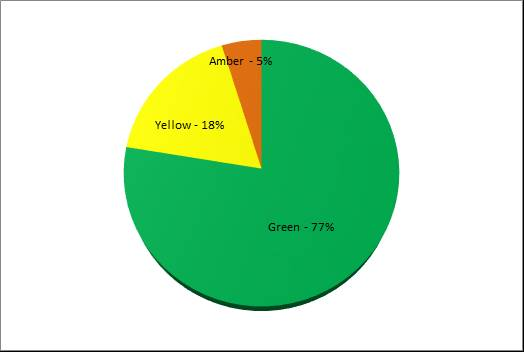 Amber - 5%
Yellow - 18%
Green - 77%